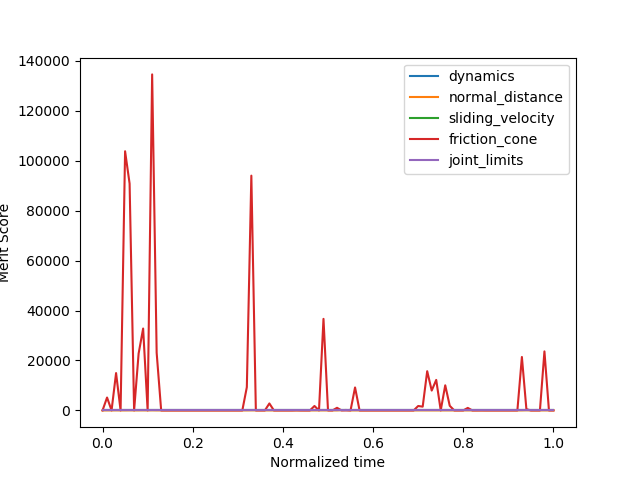 140000
120000
100000
80000
60000
40000
20000
0
Merit Score
0.0 0.2 0.4 0.6 0.8 1.0
Normalized time
dynamics
normal_distance
sliding_velocity
friction_cone
joint_limits